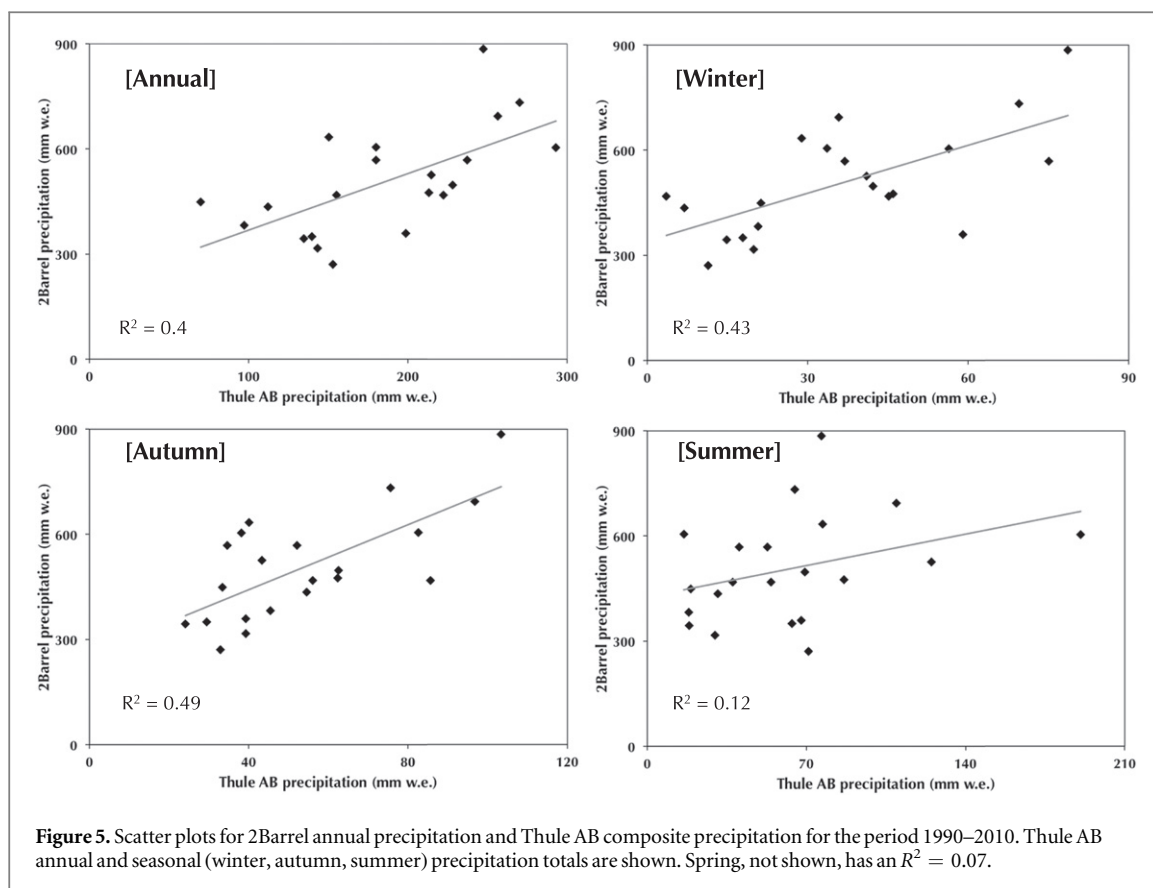 900
600
300
0
2Barrel precipitation (mm w.e.)
[Annual]
R² = 0.4
0 100 200 300
Thule AB precipitation (mm w.e.)
900
600
300
0
2Barrel precipitation (mm w.e.)
[Winter]
R² = 0.43
0 30 60 90
Thule AB precipitation (mm w.e.)
900
600
300
0
2Barrel precipitation (mm w.e.)
[Autumn]
R² = 0.49
0 40 80 120
Thule AB precipitation (mm w.e.)
900
600
300
0
2Barrel precipitation (mm w.e.)
[Summer]
R² = 0.12
0 70 140 210
Thule AB precipitation (mm w.e.)
Figure 5. Scatter plots for 2Barrel annual precipitation and Thule AB composite precipitation for the period 1990–2010. Thule AB
annual and seasonal (winter, autumn, summer) precipitation totals are shown. Spring, not shown, has an R² = 0.07.